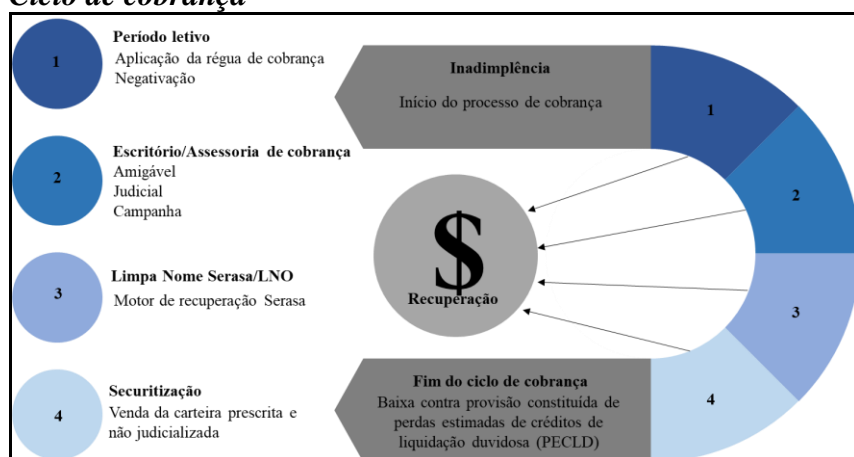 Ciclo de cobrança
1
Período letivo
Aplicação da régua de cobrança
Negativação
2
Escritório/Assessoria de cobrança
Amigável
Judicial
Campanha
3
Limpa Nome Serasa/LNO
Motor de recuperação Serasa
4
Securitização
Venda da carteira prescrita e
não judicializada
Inadimplência
Início do processo de cobrança
1
2
3
4
$
Recuperação
Fim do ciclo de cobrança
Baixa contra provisão constituída de
perdas estimadas de créditos de
liquidação duvidosa (PECLD)